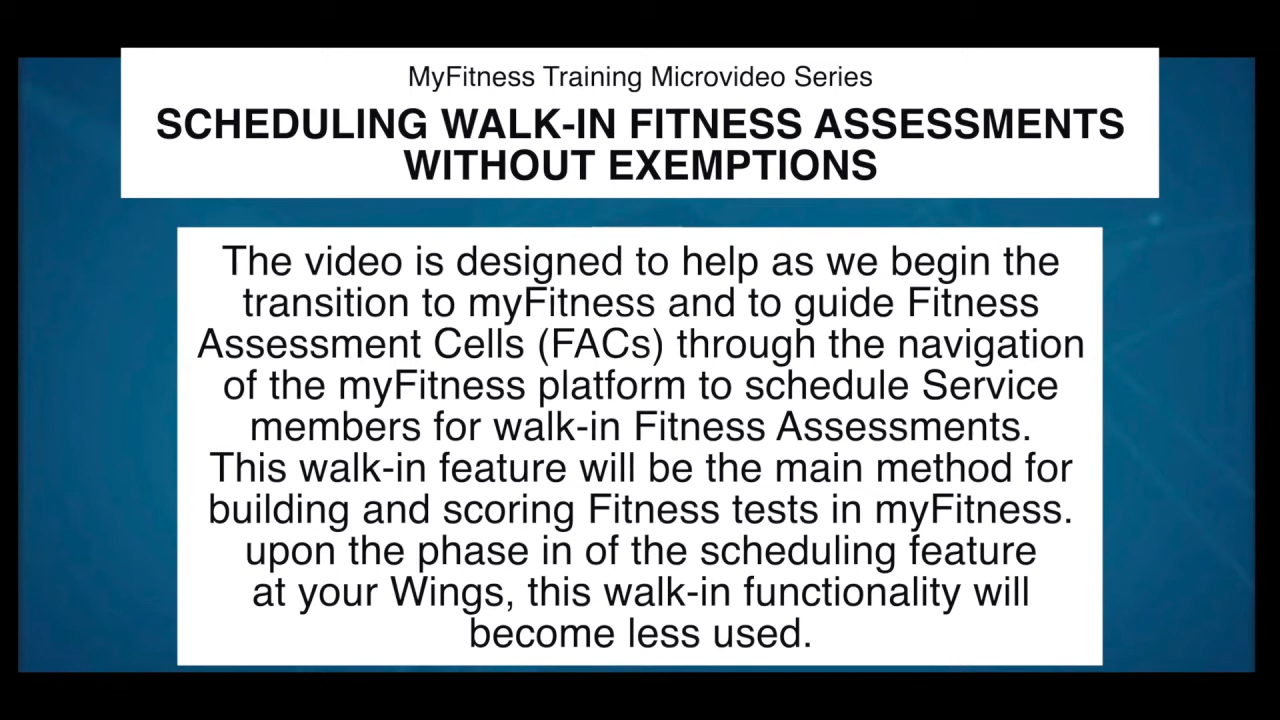 MyFitness Training Microvideo Series
SCHEDULING WALK-IN FITNESS ASSESSMENTS
WITHOUT EXEMPTIONS
The video is designed to help as we begin the
transition to myFitness and to guide Fitness
Assessment Cells (FACs) through the navigation
of the myFitness platform to schedule Service
members for walk-in Fitness Assessments.
This walk-in feature will be the main method for
building and scoring Fitness tests in myFitness.
upon the phase in of the scheduling feature
at your Wings, this walk-in functionality will
become less used.